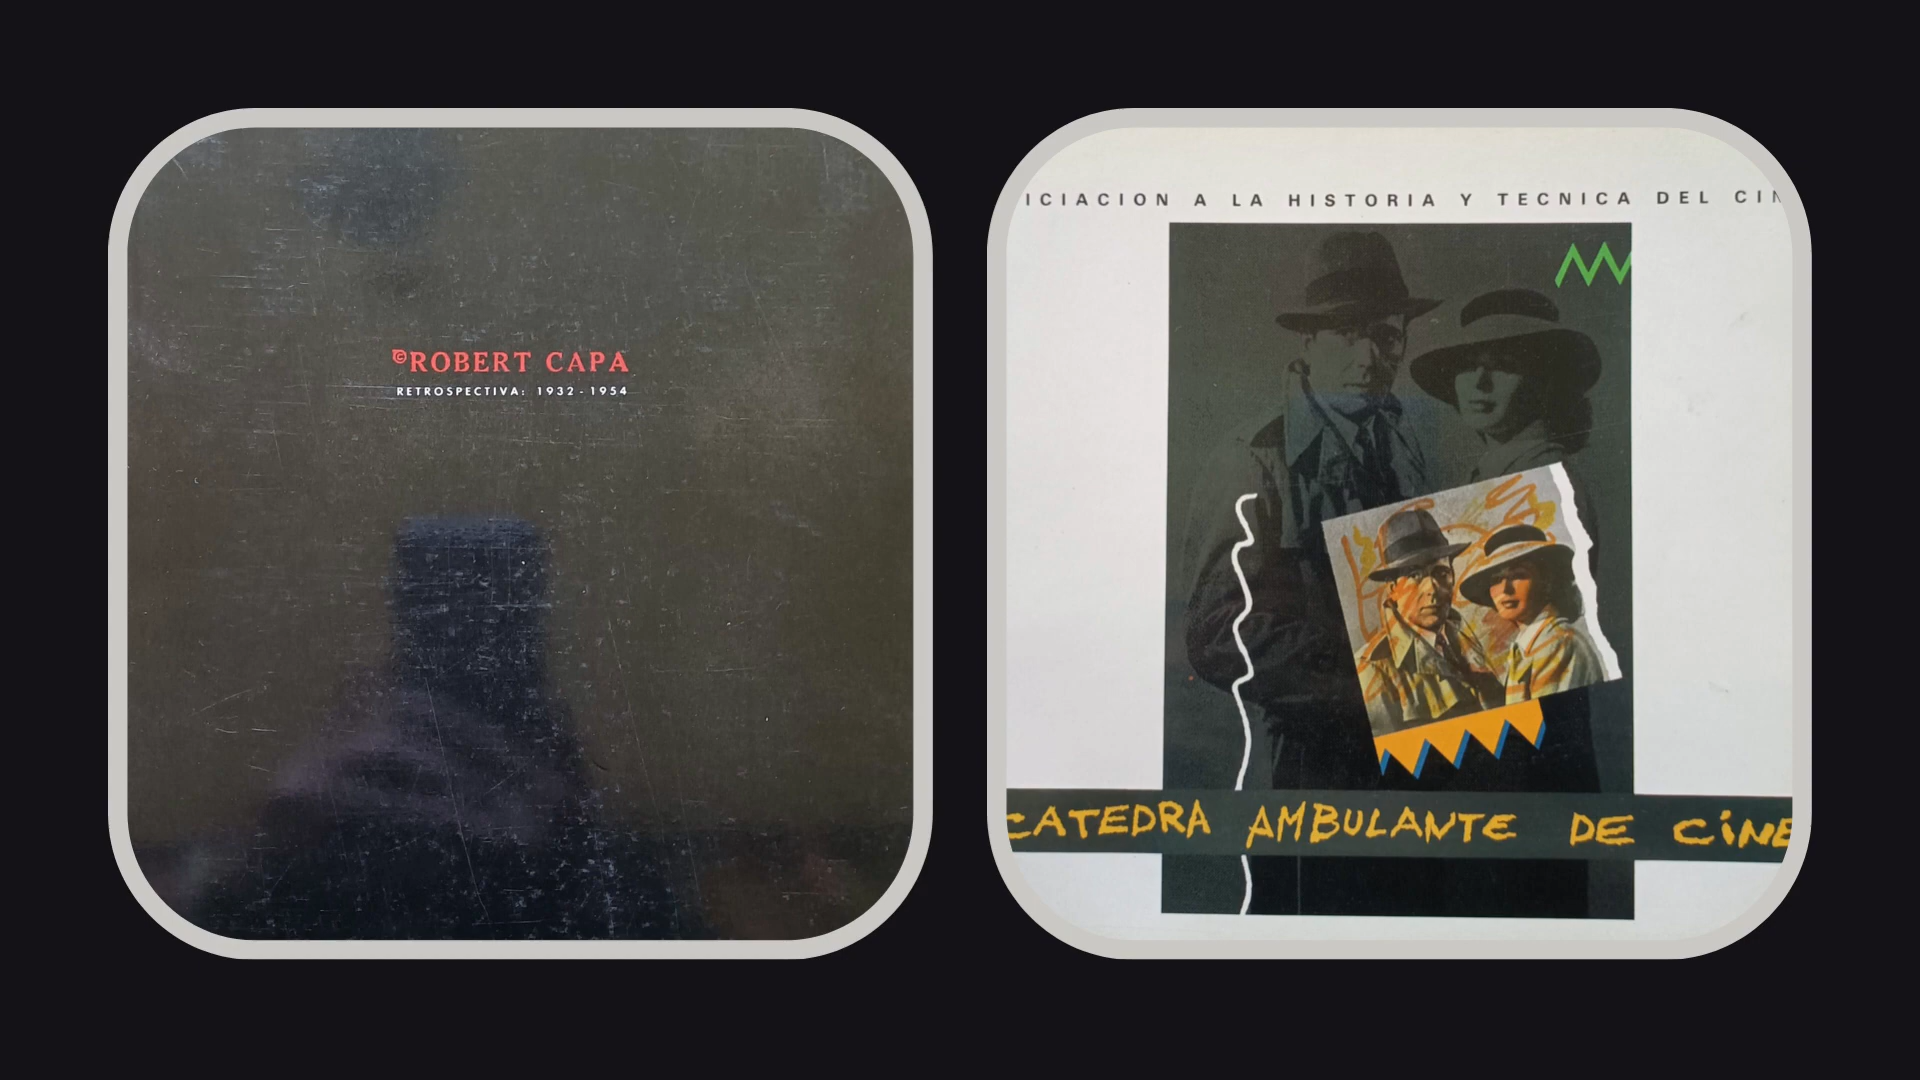 ©ROBERT CAPA
RETROSPECTIVA: 1932-1954
ICIACION A LA HISTORIA Y TECNICA DEL CIN
CATEDRA AMBULANTE DE CiNE